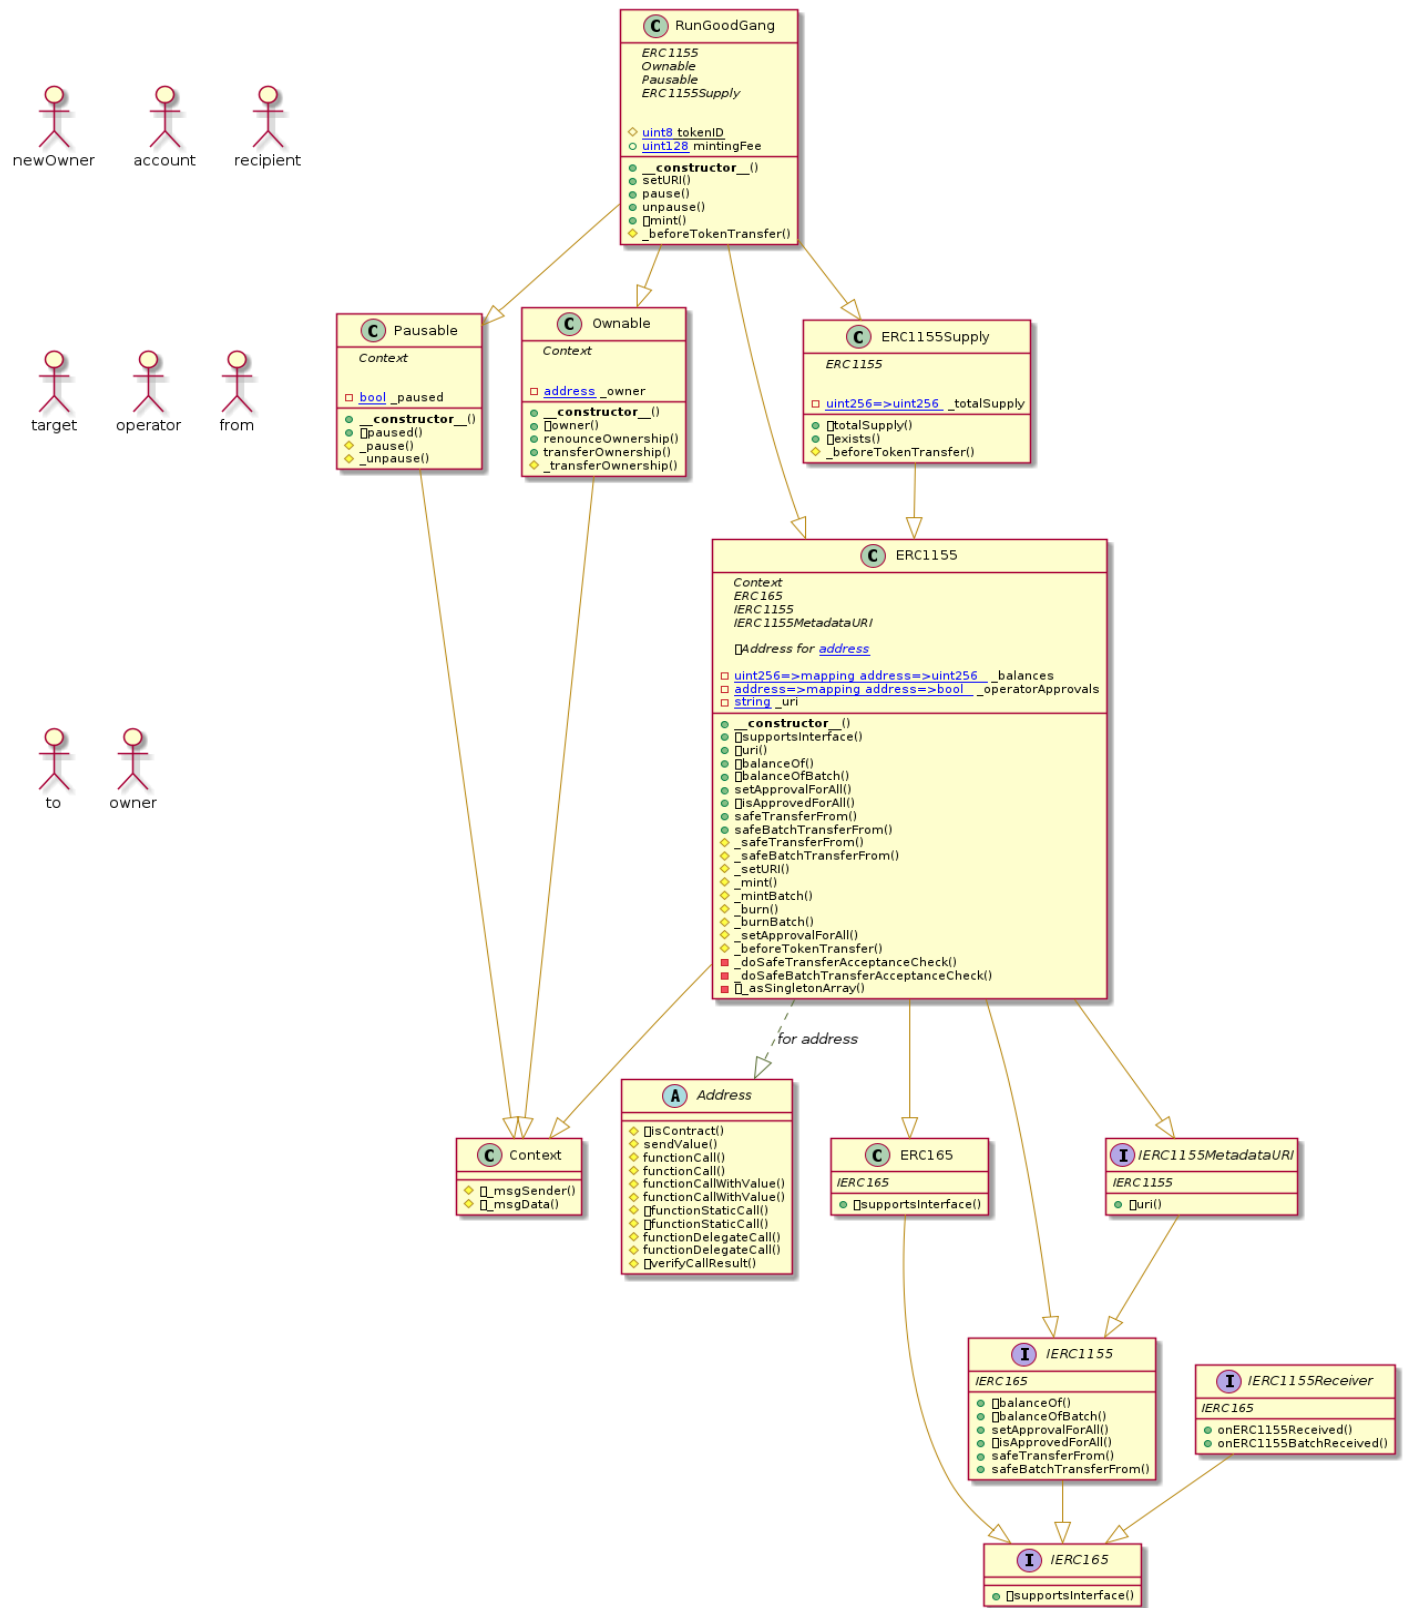 RunGoodGang
ERC1155
Ownable
Pausable
ERC1155Supply
uint8 tokenID
uint128 mintingFee
__constructor__()
setURI()
pause()
unpause()
mint()
_beforeTokenTransfer()
newOwner
account
recipient
Pausable
Context
bool _paused
__constructor__()
paused()
_pause()
_unpause()
Ownable
Context
address _owner
__constructor__()
owner()
renounceOwnership()
transferOwnership()
_transferOwnership()
ERC1155Supply
ERC1155
uint256=>uint256 _totalSupply
totalSupply()
exists()
_beforeTokenTransfer()
target
operator
from
ERC1155
Context
ERC165
IERC1155
IERC1155MetadataURI
Address for address
uint256=>mapping address=>uint256 _balances
address=>mapping address=>bool _operatorApprovals
string _uri
__constructor__()
supportsInterface()
uri()
balanceOf()
balanceOfBatch()
setApprovalForAll()
isApprovedForAll()
safeTransferFrom()
safeBatchTransferFrom()
_safeTransferFrom()
_safeBatchTransferFrom()
_setURI()
_mint()
_mintBatch()
_burn()
_burnBatch()
_setApprovalForAll()
_beforeTokenTransfer()
_doSafeTransferAcceptanceCheck()
_doSafeBatchTransferAcceptanceCheck()
_asSingletonArray()
to
owner
for address
Context
_msgSender()
_msgData()
Address
isContract()
sendValue()
functionCall()
functionCall()
functionCallWithValue()
functionCallWithValue()
functionStaticCall()
functionStaticCall()
functionDelegateCall()
functionDelegateCall()
verifyCallResult()
ERC165
IERC165
supportsInterface()
IERC1155MetadataURI
IERC1155
uri()
IERC1155
IERC165
balanceOf()
balanceOfBatch()
setApprovalForAll()
isApprovedForAll()
safeTransferFrom()
safeBatchTransferFrom()
IERC1155Receiver
IERC165
onERC1155Received()
onERC1155BatchReceived()
IERC165
supportsInterface()